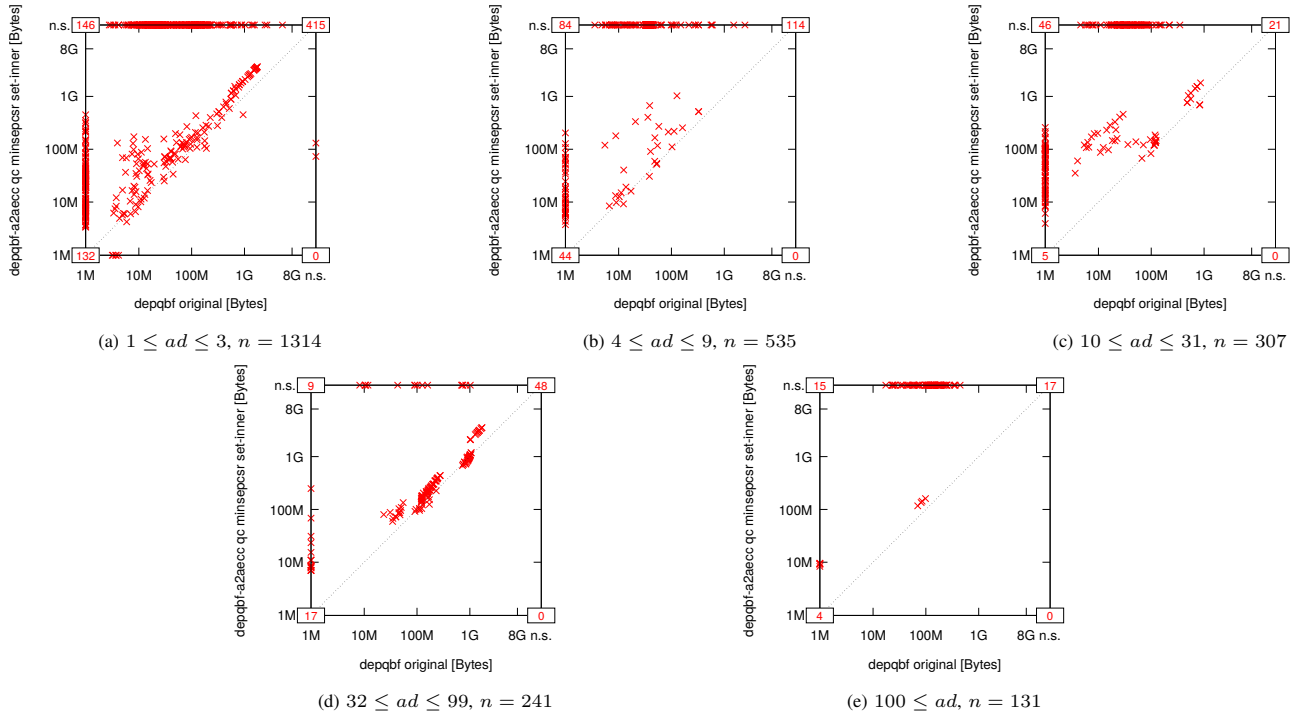 depqbf-a2aecc qc minsepcsr set-inner [Bytes]
n.s.
8G
1G
100M
10M
1M
146
415
132
0
1M 10M 100M 1G 8G n.s.
depqbf original [Bytes]
(a) 1 ≤ ad ≤ 3, n = 1314
depqbf-a2aecc qc minsepcsr set-inner [Bytes]
n.s.
8G
1G
100M
10M
1M
84
114
44
0
1M 10M 100M 1G 8G n.s.
depqbf original [Bytes]
(b) 4 ≤ ad ≤ 9, n = 535
depqbf-a2aecc qc minsepcsr set-inner [Bytes]
n.s.
8G
1G
100M
10M
1M
46
21
5
0
1M 10M 100M 1G 8G n.s.
depqbf original [Bytes]
(c) 10 ≤ ad ≤ 31, n = 307
depqbf-a2aecc qc minsepcsr set-inner [Bytes]
n.s.
8G
1G
100M
10M
1M
9
48
17
0
1M 10M 100M 1G 8G n.s.
depqbf original [Bytes]
(d) 32 ≤ ad ≤ 99, n = 241
depqbf-a2aecc qc minsepcsr set-inner [Bytes]
n.s.
8G
1G
100M
10M
1M
15
17
4
0
1M 10M 100M 1G 8G n.s.
depqbf original [Bytes]
(e) 100 ≤ ad, n = 131